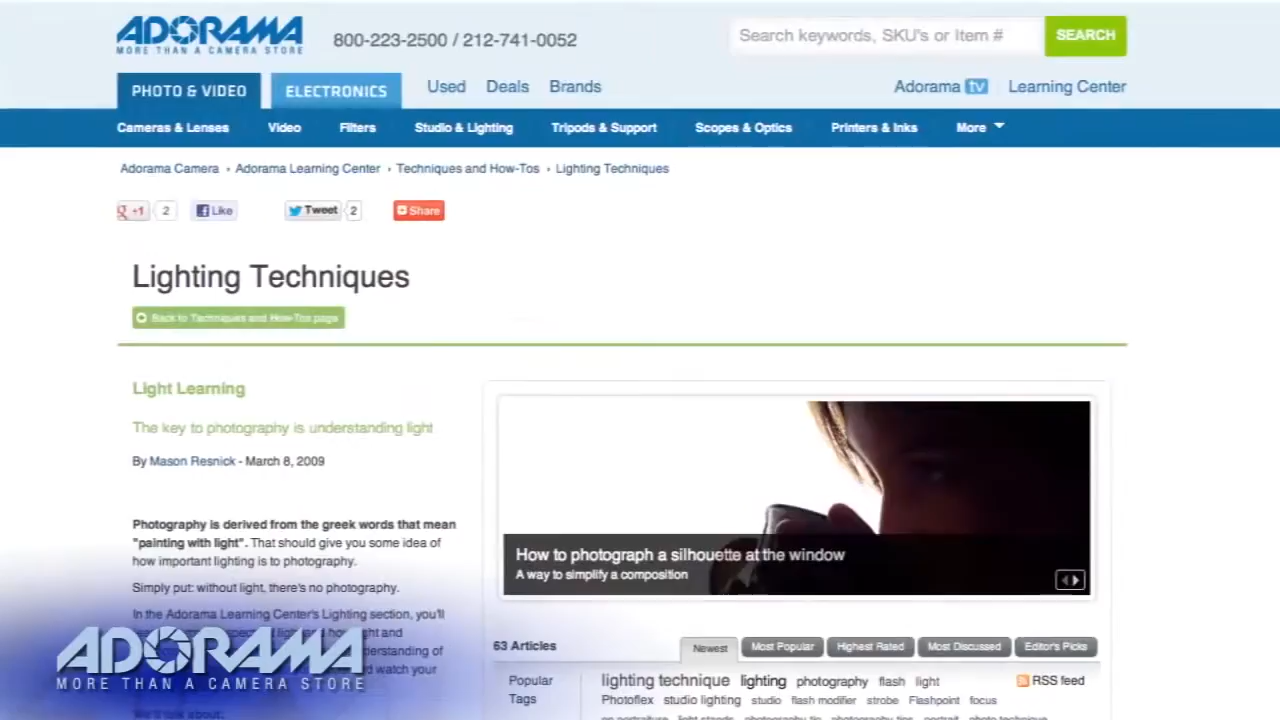 ADORAMA
MORE THAN A CAMERA STORE
800-223-2500 / 212-741-0052
Search keywords, SKU's or Item #
SEARCH
PHOTO & VIDEO
ELECTRONICS
Used
Deals
Brands
Adorama tv
Learning Center
Cameras & Lenses
Video
Filters
Studio & Lighting
Tripods & Support
Scopes & Optics
Printers & Inks
More
Adorama Camera • Adorama Learning Center • Techniques and How-Tos • Lighting Techniques
g +1
2
Like
Tweet
2
Share
Lighting Techniques
Back to Techniques and How-Tos page
Light Learning
The key to photography is understanding light
By Mason Resnick - March 8, 2009
Photography is derived from the greek words that mean
"painting with light". That should give you some idea of
how important lighting is to photography.
Simply put: without light, there's no photography.
In the Adorama Learning Center's Lighting section, you'll
How to photograph a silhouette at the window
A way to simplify a composition
63 Articles
Newest
Most Popular
Highest Rated
Most Discussed
Editor's Picks
Popular
Tags
lighting technique lighting photography flash light
RSS feed
Photoflex studio lighting studio flash modifier strobe Flashpoint focus
ADORAMA
MORE THAN A CAMERA STORE